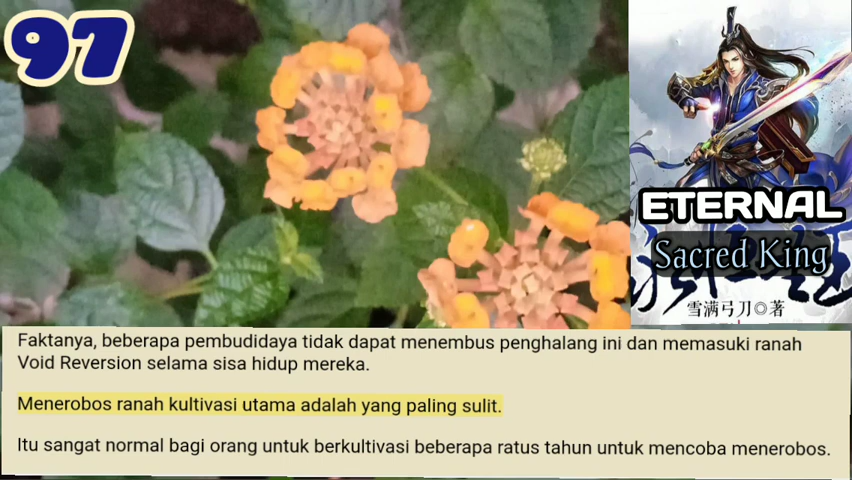 97
ETERNAL
Sacred King
雪满弓刀◎著
Faktanya, beberapa pembudidaya tidak dapat menembus penghalang ini dan memasuki ranah
Void Reversion selama sisa hidup mereka.
Menerobos ranah kultivasi utama adalah yang paling sulit.
Itu sangat normal bagi orang untuk berkultivasi beberapa ratus tahun untuk mencoba menerobos.